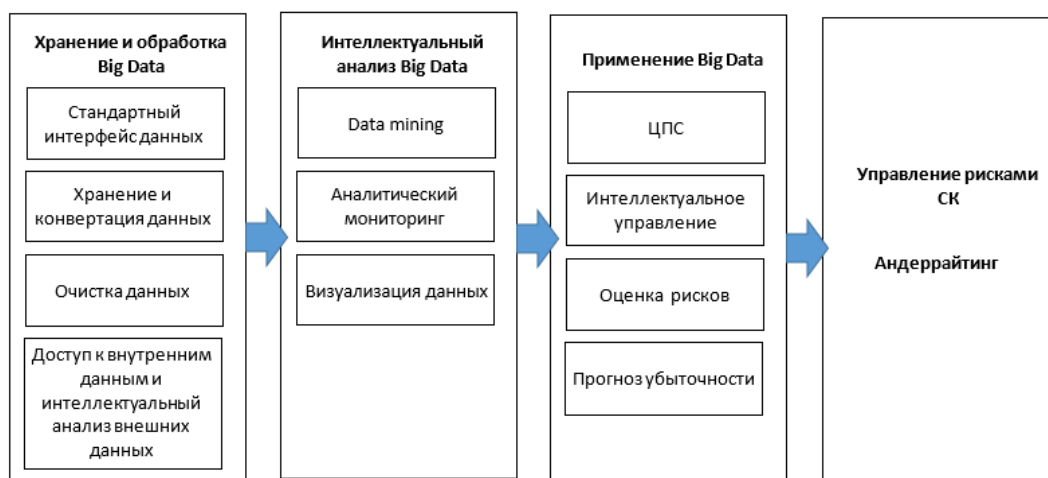 Хранение и обработка
Big Data
Стандартный
интерфейс данных
Хранение и
конвертация данных
Очистка данных
Доступ к внутренним
данным и
интеллектуальный
анализ внешних
данных
Интеллектуальный
анализ Big Data
Data mining
Аналитический
мониторинг
Визуализация данных
Применение Big Data
ЦПС
Интеллектуальное
управление
Оценка рисков
Прогноз убыточности
Управление рисками
СК
Андеррайтинг